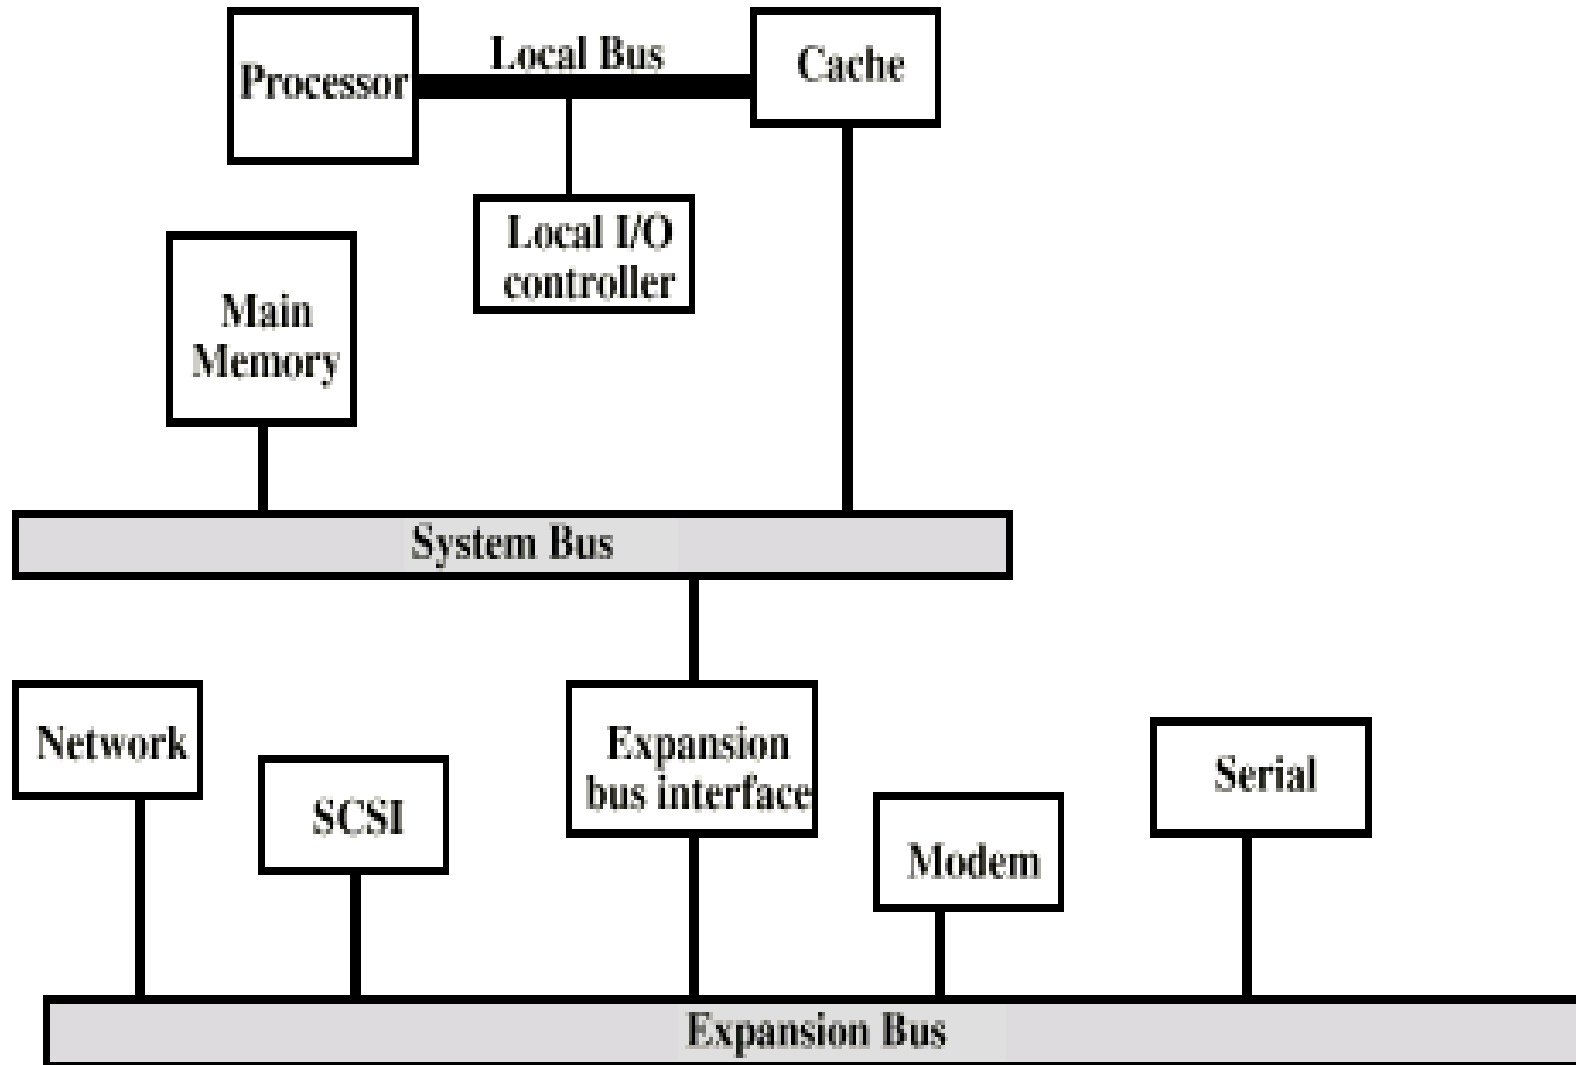 Local Bus
Processor
Cache
Local I/O
controller
Main
Memory
System Bus
Network
SCSI
Expansion
bus interface
Modem
Serial
Expansion Bus